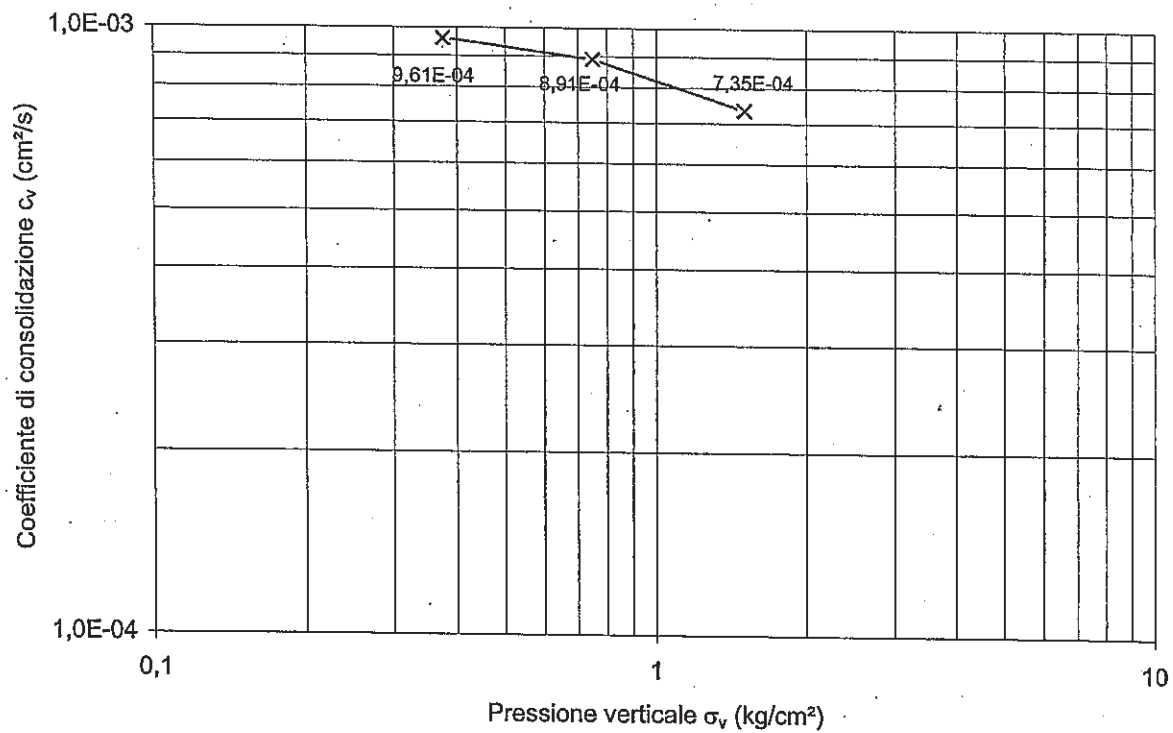 1,0E-03
9,61E-04
8,91E-04
7,35E-04
Coefficiente di consolidazione cᵥ (cm²/s)
1,0E-04
0,1
1
10
Pressione verticale σᵥ (kg/cm²)